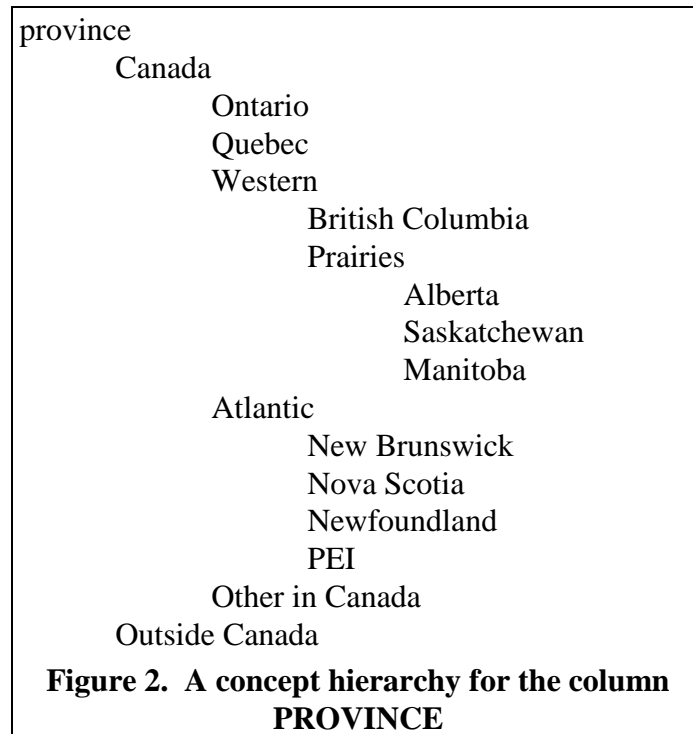 province
Canada
Ontario
Quebec
Western
British Columbia
Prairies
Alberta
Saskatchewan
Manitoba
Atlantic
New Brunswick
Nova Scotia
Newfoundland
PEI
Other in Canada
Outside Canada
Figure 2. A concept hierarchy for the column
PROVINCE